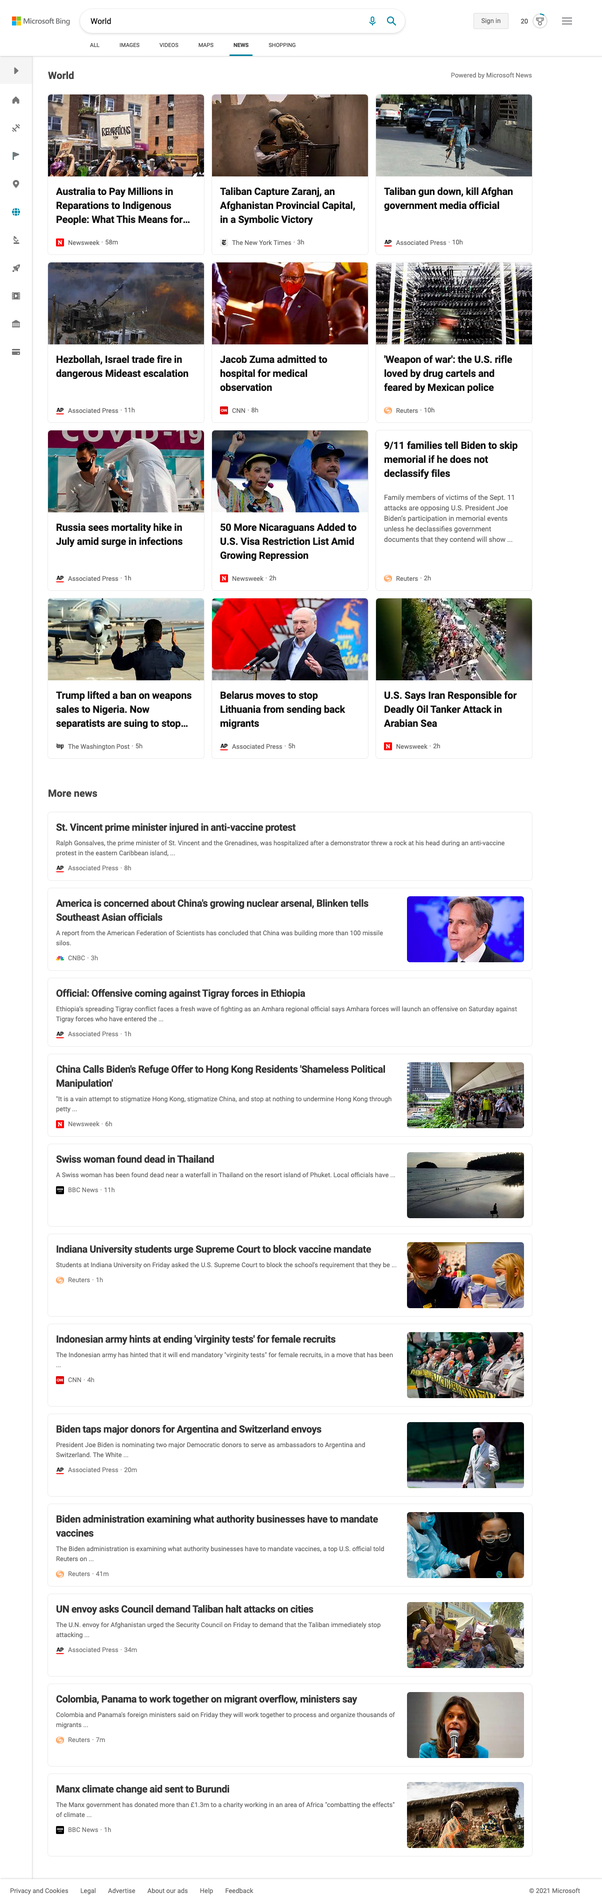 Microsoft Bing
World
Sign in
20
ALL
IMAGES
VIDEOS
MAPS
NEWS
SHOPPING
World
Powered by Microsoft News
REPARATIONS
Australia to Pay Millions in
Reparations to Indigenous
People: What This Means for...
N Newsweek · 58m
Taliban Capture Zaranj, an
Afghanistan Provincial Capital,
in a Symbolic Victory
The New York Times · 3h
Taliban gun down, kill Afghan
government media official
AP Associated Press · 10h
Hezbollah, Israel trade fire in
dangerous Mideast escalation
AP Associated Press · 11h
Jacob Zuma admitted to
hospital for medical
observation
CNN CNN · 8h
'Weapon of war': the U.S. rifle
loved by drug cartels and
feared by Mexican police
Reuters · 10h
COVID-19
Russia sees mortality hike in
July amid surge in infections
AP Associated Press · 1h
50 More Nicaraguans Added to
U.S. Visa Restriction List Amid
Growing Repression
N Newsweek · 2h
9/11 families tell Biden to skip
memorial if he does not
declassify files
Family members of victims of the Sept. 11
attacks are opposing U.S. President Joe
Biden's participation in memorial events
unless he declassifies government
documents that they contend will show ...
Reuters · 2h
Trump lifted a ban on weapons
sales to Nigeria. Now
separatists are suing to stop...
wp The Washington Post · 5h
Belarus moves to stop
Lithuania from sending back
migrants
AP Associated Press · 5h
U.S. Says Iran Responsible for
Deadly Oil Tanker Attack in
Arabian Sea
N Newsweek · 2h
More news
St. Vincent prime minister injured in anti-vaccine protest
Ralph Gonsalves, the prime minister of St. Vincent and the Grenadines, was hospitalized after a demonstrator threw a rock at his head during an anti-vaccine
protest in the eastern Caribbean island, ...
AP Associated Press · 8h
America is concerned about China's growing nuclear arsenal, Blinken tells
Southeast Asian officials
A report from the American Federation of Scientists has concluded that China was building more than 100 missile
silos.
CNBC · 3h
Official: Offensive coming against Tigray forces in Ethiopia
Ethiopia's spreading Tigray conflict faces a fresh wave of fighting as an Amhara regional official says Amhara forces will launch an offensive on Saturday against
Tigray forces who have entered the ...
AP Associated Press · 1h
China Calls Biden's Refuge Offer to Hong Kong Residents 'Shameless Political
Manipulation'
"It is a vain attempt to stigmatize Hong Kong, stigmatize China, and stop at nothing to undermine Hong Kong through
petty ...
N Newsweek · 6h
Swiss woman found dead in Thailand
A Swiss woman has been found dead near a waterfall in Thailand on the resort island of Phuket. Local officials have ...
BBC News · 11h
Indiana University students urge Supreme Court to block vaccine mandate
Students at Indiana University on Friday asked the U.S. Supreme Court to block the school's requirement that they be ...
Reuters · 1h
Indonesian army hints at ending 'virginity tests' for female recruits
The Indonesian army has hinted that it will end mandatory "virginity tests" for female recruits, in a move that has been
...
CNN CNN · 4h
Biden taps major donors for Argentina and Switzerland envoys
President Joe Biden is nominating two major Democratic donors to serve as ambassadors to Argentina and
Switzerland. The White ...
AP Associated Press · 20m
Biden administration examining what authority businesses have to mandate
vaccines
The Biden administration is examining what authority businesses have to mandate vaccines, a top U.S. official told
Reuters on ...
Reuters · 41m
UN envoy asks Council demand Taliban halt attacks on cities
The U.N. envoy for Afghanistan urged the Security Council on Friday to demand that the Taliban immediately stop
attacking ...
AP Associated Press · 34m
Colombia, Panama to work together on migrant overflow, ministers say
Colombia and Panama's foreign ministers said on Friday they will work together to process and organize thousands of
migrants ...
Reuters · 7m
Manx climate change aid sent to Burundi
The Manx government has donated more than £1.3m to a charity working in an area of Africa "combatting the effects"
of climate ...
BBC News · 1h
Privacy and Cookies
Legal
Advertise
About our ads
Help
Feedback
© 2021 Microsoft